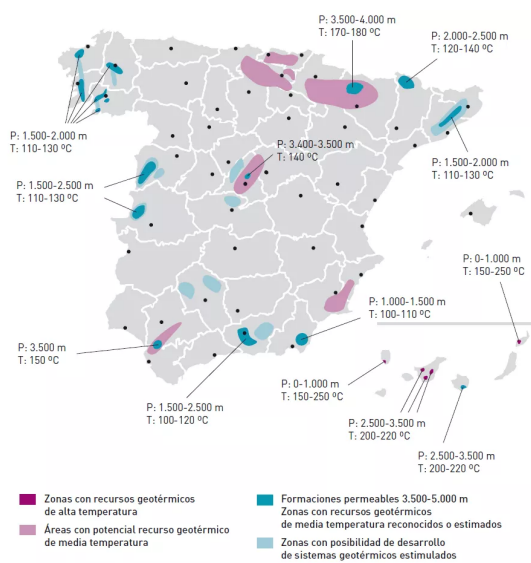 P: 3.500-4.000 m
T: 170-180 ºC
P: 2.000-2.500 m
T: 120-140 ºC
P: 1.500-2.000 m
T: 110-130 ºC
P: 3.400-3.500 m
T: 140 ºC
P: 1.500-2.000 m
T: 110-130 ºC
P: 1.500-2.500 m
T: 110-130 ºC
P: 0-1.000 m
T: 150-250 ºC
P: 1.000-1.500 m
T: 100-110 ºC
P: 3.500 m
T: 150 ºC
P: 0-1.000 m
T: 150-250 ºC
P: 1.500-2.500 m
T: 100-120 ºC
P: 2.500-3.500 m
T: 200-220 ºC
P: 2.500-3.500 m
T: 200-220 ºC
Zonas con recursos geotérmicos
de alta temperatura
Áreas con potencial recurso geotérmico
de media temperatura
Formaciones permeables 3.500-5.000 m
Zonas con recursos geotérmicos
de media temperatura reconocidos o estimados
Zonas con posibilidad de desarrollo
de sistemas geotérmicos estimulados